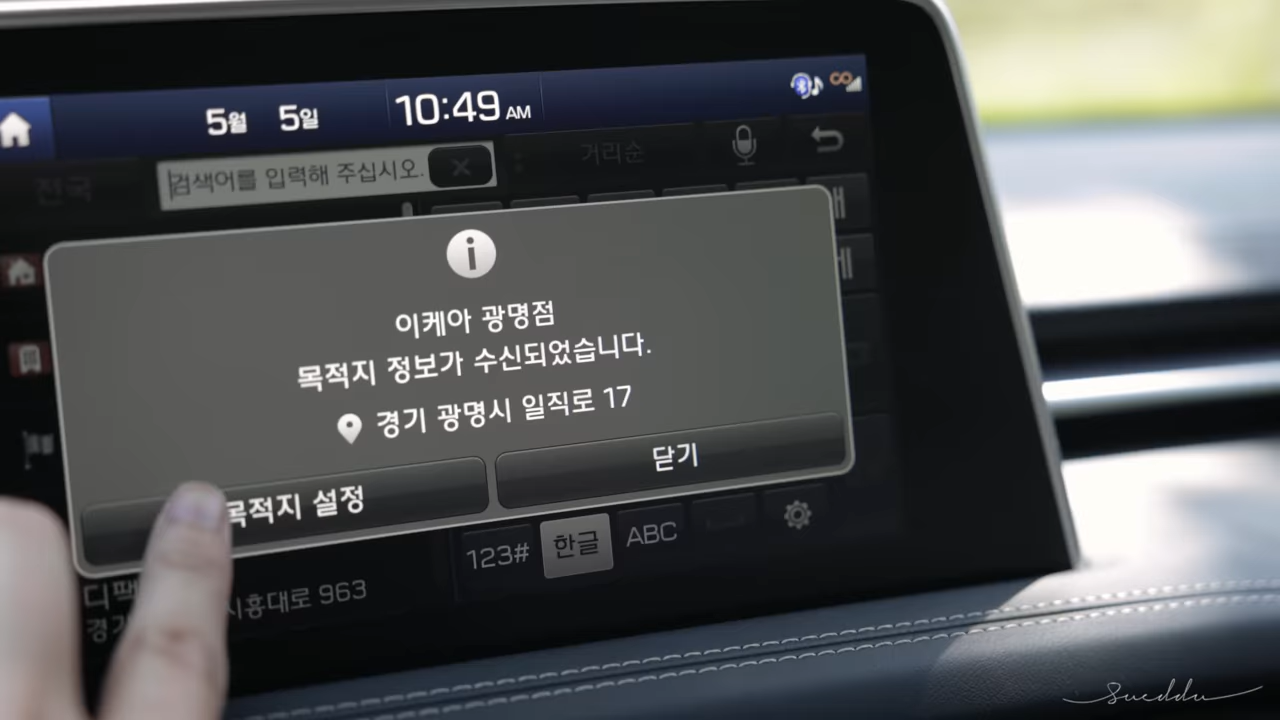 5월 5일 10:49 AM
전국
검색어를 입력해 주십시오.
거리순
이케아 광명점
목적지 정보가 수신되었습니다.
경기 광명시 일직로 17
목적지 설정
닫기
123# 한글 ABC
시흥대로 963
Sueddu